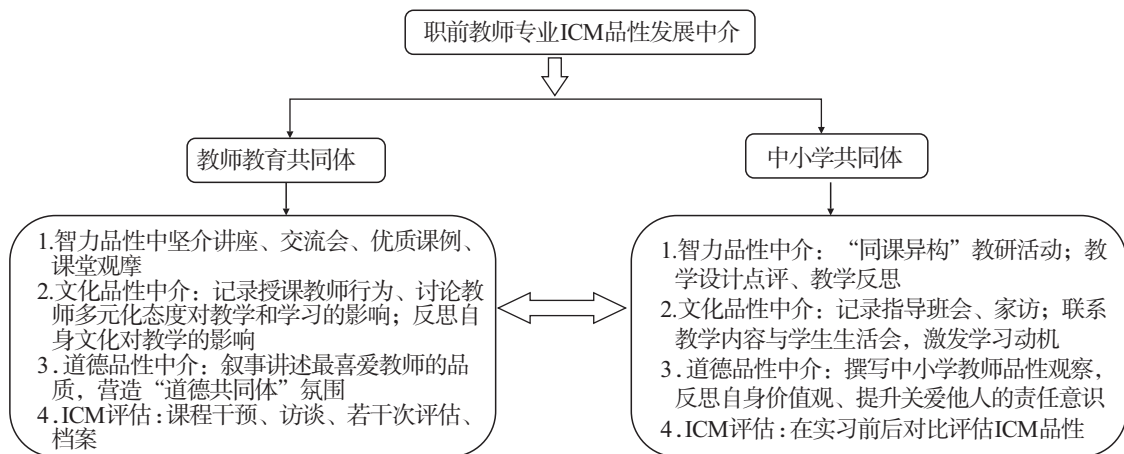 职前教师专业ICM品性发展中介
教师教育共同体
中小学共同体
1.智力品性中坚介讲座、交流会、优质课例、
课堂观摩
2.文化品性中介：记录授课教师行为、讨论教
师多元化态度对教学和学习的影响；反思自
身文化对教学的影响
3.道德品性中介：叙事讲述最喜爱教师的品
质，营造“道德共同体”氛围
4.ICM评估：课程干预、访谈、若干次评估、
档案
1.智力品性中介：“同课异构”教研活动；教
学设计点评、教学反思
2.文化品性中介：记录指导班会、家访；联系
教学内容与学生生活会，激发学习动机
3.道德品性中介：撰写中小学教师品性观察，
反思自身价值观、提升关爱他人的责任意识
4.ICM评估：在实习前后对比评估ICM品性